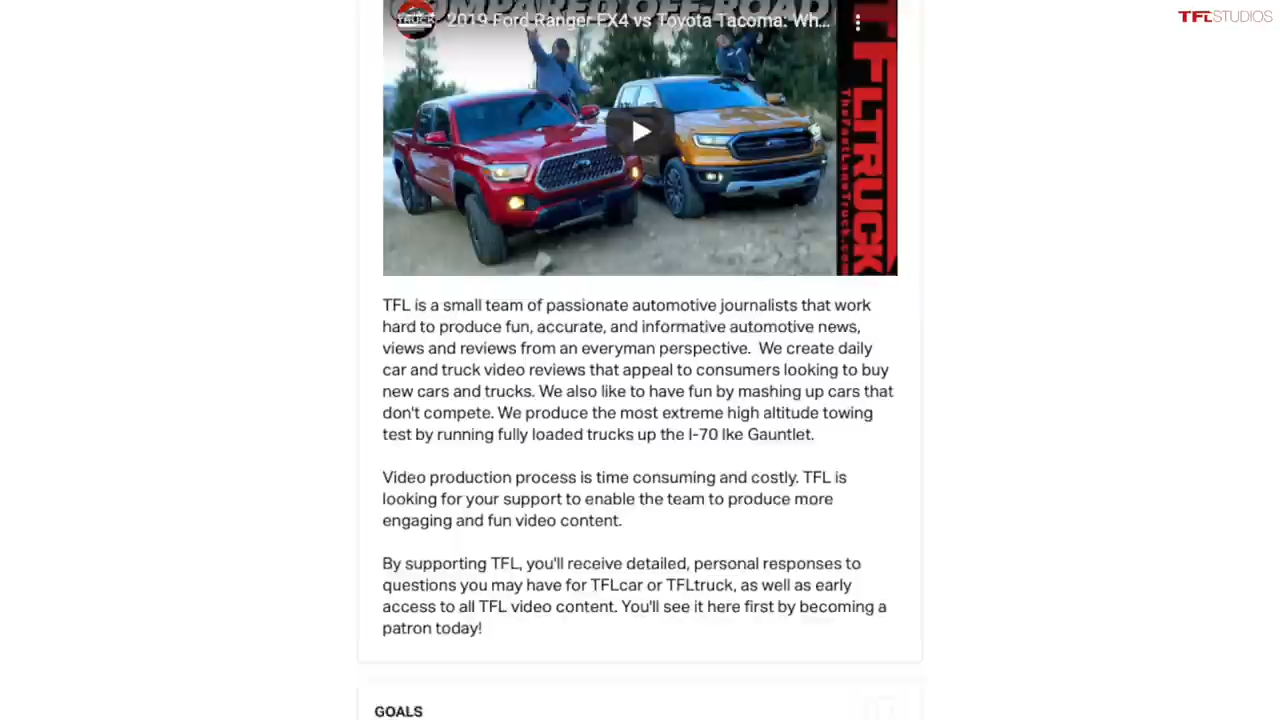 COMPARED OFF-ROAD
TFLSTUDIOS
2019 Ford Ranger FX4 vs Toyota Tacoma: Wh...
TRUCK
TFLTRUCK
TheFastLaneTruck.com
TFL is a small team of passionate automotive journalists that work
hard to produce fun, accurate, and informative automotive news,
views and reviews from an everyman perspective.  We create daily
car and truck video reviews that appeal to consumers looking to buy
new cars and trucks. We also like to have fun by mashing up cars that
don't compete. We produce the most extreme high altitude towing
test by running fully loaded trucks up the I-70 Ike Gauntlet.
Video production process is time consuming and costly. TFL is
looking for your support to enable the team to produce more
engaging and fun video content.
By supporting TFL, you'll receive detailed, personal responses to
questions you may have for TFLcar or TFLtruck, as well as early
access to all TFL video content. You'll see it here first by becoming a
patron today!
GOALS